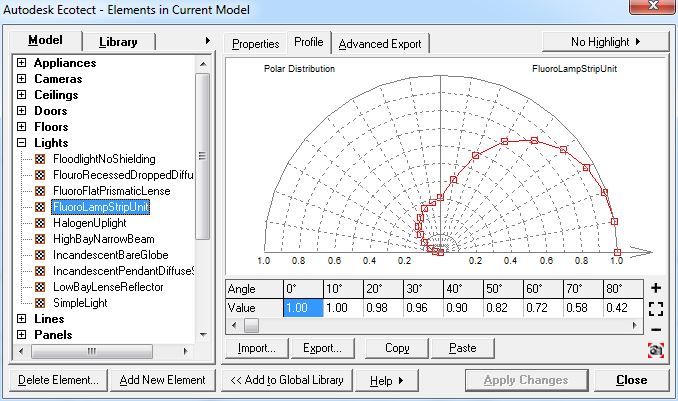 Autodesk Ecotect - Elements in Current Model
Model
Library
Properties
Profile
Advanced Export
No Highlight
Appliances
Cameras
Ceilings
Doors
Floors
Lights
FloodlightNoShielding
FlouroRecessedDroppedDiffu
FluoroFlatPrismaticLense
FluoroLampStripUnit
HalogenUplight
HighBayNarrowBeam
IncandescentBareGlobe
IncandescentPendantDiffuseS
LowBayLenseReflector
SimpleLight
Lines
Panels
Polar Distribution
FluoroLampStripUnit
1.0 0.8 0.6 0.4 0.2 0.2 0.4 0.6 0.8 1.0
Angle 0° 10° 20° 30° 40° 50° 60° 70° 80°
Value 1.00 1.00 0.98 0.96 0.90 0.82 0.72 0.58 0.42
Import...
Export...
Copy
Paste
Delete Element...
Add New Element
<< Add to Global Library
Help
Apply Changes
Close